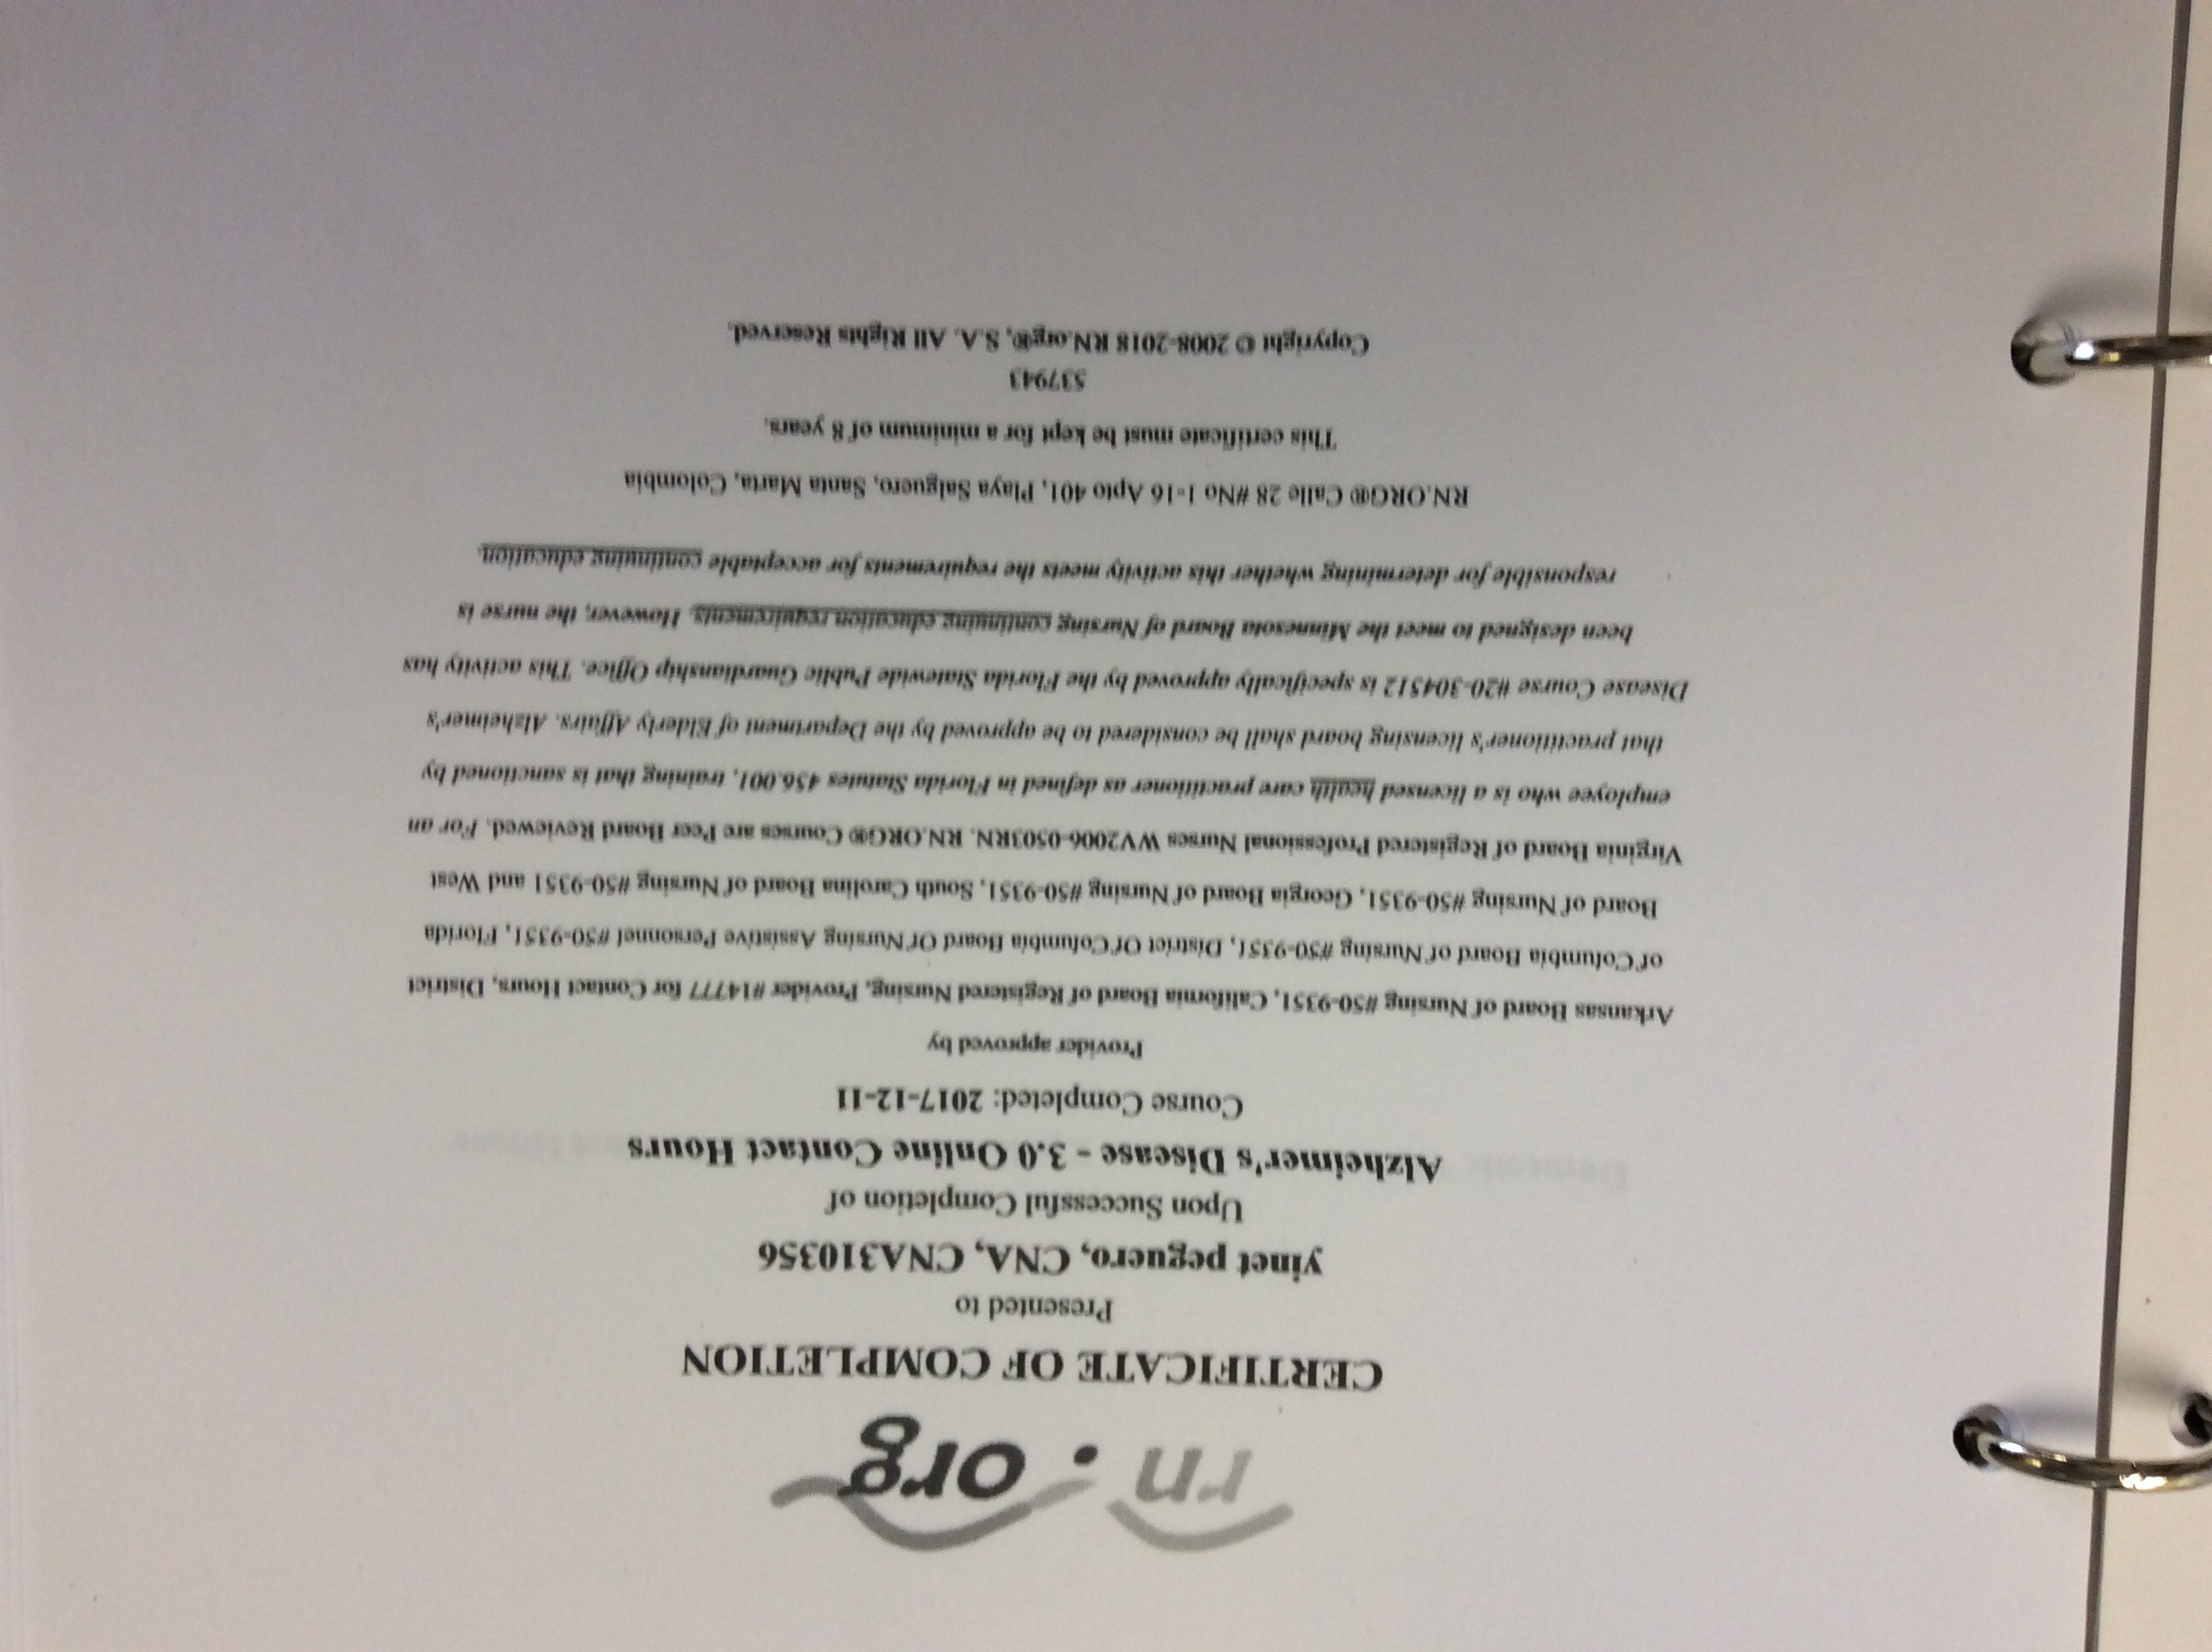 rn.org
CERTIFICATE OF COMPLETION
Presented to
yinet peguero, CNA, CNA310356
Upon Successful Completion of
Alzheimer's Disease - 3.0 Online Contact Hours
Course Completed: 2017-12-11
Provider approved by
Arkansas Board of Nursing #50-9351, California Board of Registered Nursing, Provider #14777 for Contact Hours, District
of Columbia Board of Nursing #50-9351, District Of Columbia Board Of Nursing Assistive Personnel #50-9351, Florida
Board of Nursing #50-9351, Georgia Board of Nursing #50-9351, South Carolina Board of Nursing #50-9351 and West
Virginia Board of Registered Professional Nurses WV2006-0503RN. RN.ORG® Courses are Peer Board Reviewed. For an
employee who is a licensed health care practitioner as defined in Florida Statutes 456.001, training that is sanctioned by
that practitioner's licensing board shall be considered to be approved by the Department of Elderly Affairs. Alzheimer's
Disease Course #20-304512 is specifically approved by the Florida Statewide Public Guardianship Office. This activity has
been designed to meet the Minnesota Board of Nursing continuing education requirements. However, the nurse is
responsible for determining whether this activity meets the requirements for acceptable continuing education.
RN.ORG® Calle 28 #No 1-16 Apto 401, Playa Salguero, Santa Marta, Colombia
This certificate must be kept for a minimum of 8 years.
537943
Copyright © 2008-2018 RN.org®, S.A. All Rights Reserved.